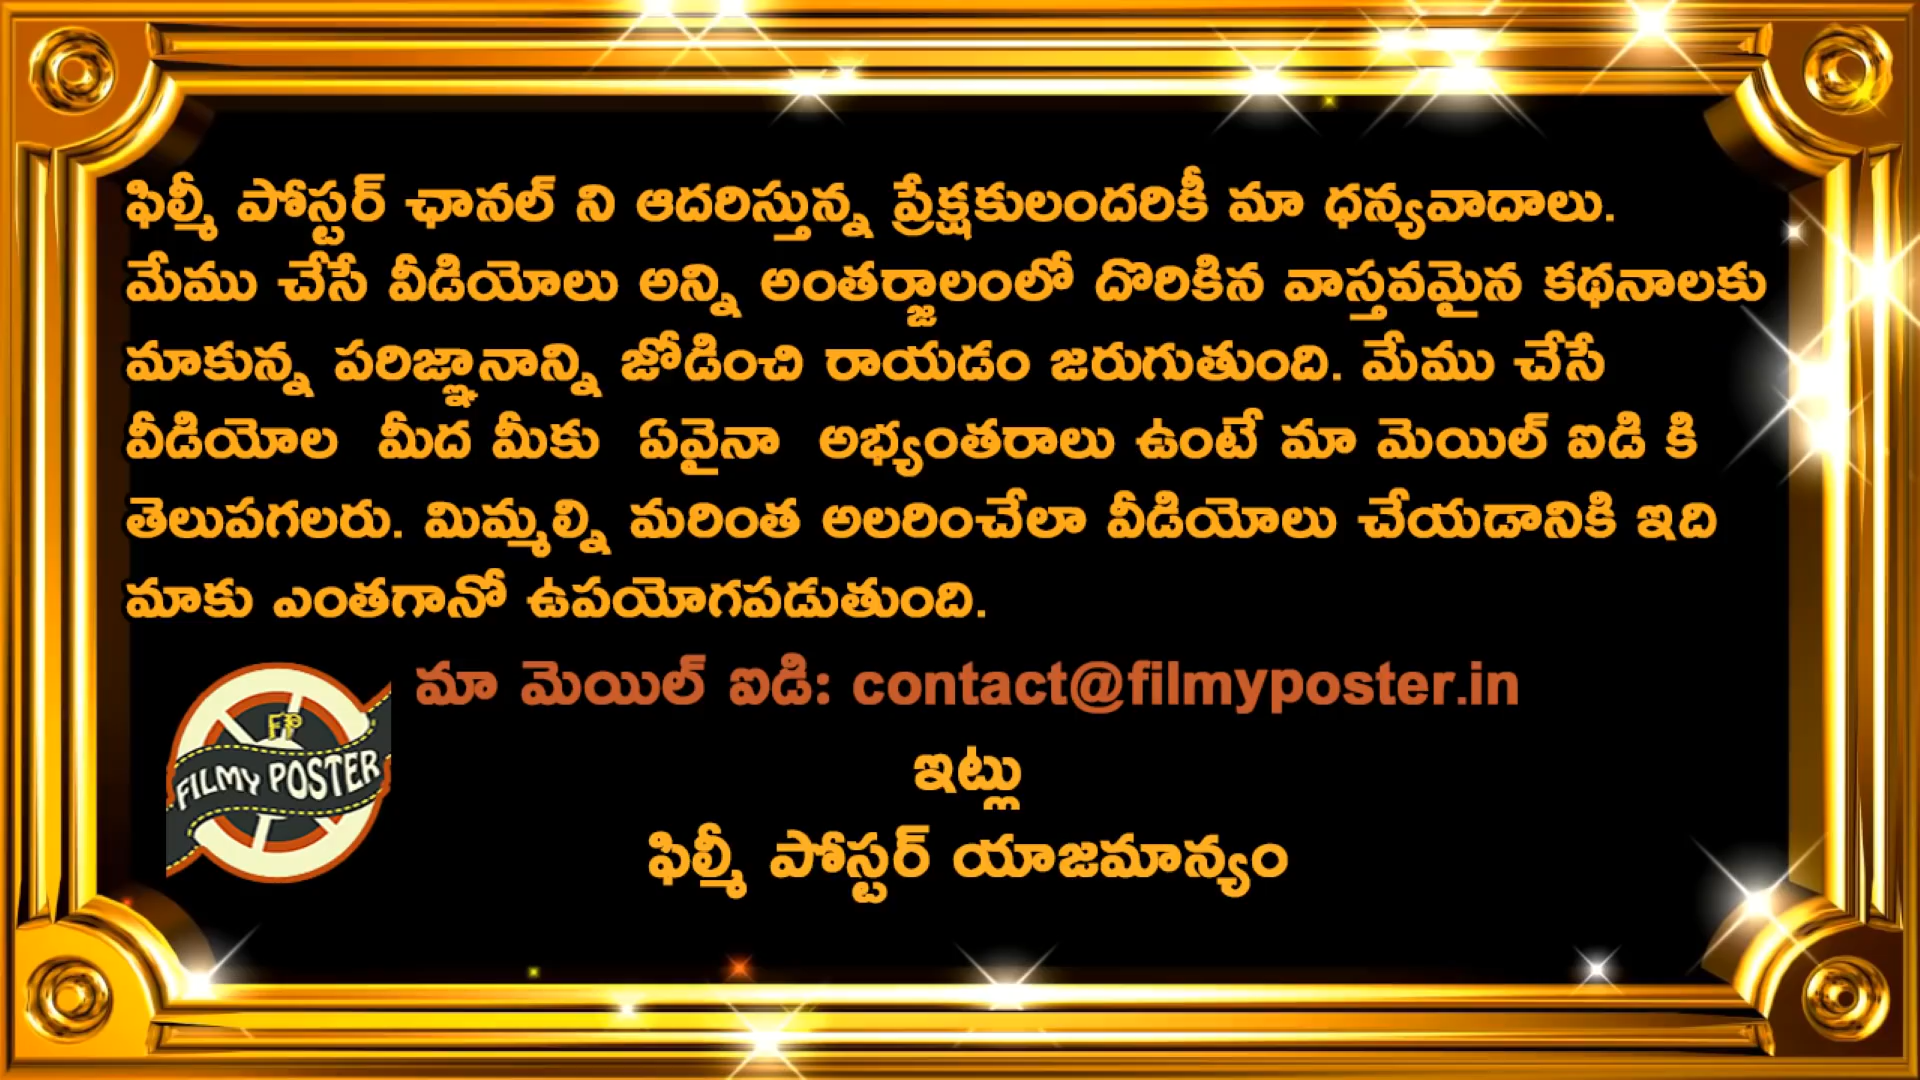 ఫిల్మీ పోస్టర్ ఛానల్ ని ఆదరిస్తున్న ప్రేక్షకులందరికీ మా ధన్యవాదాలు.
మేము చేసే వీడియోలు అన్ని అంతర్జాలంలో దొరికిన వాస్తవమైన కథనాలకు
మాకున్న పరిజ్ఞానాన్ని జోడించి రాయడం జరుగుతుంది. మేము చేసే
వీడియోల మీద మీకు ఏవైనా అభ్యంతరాలు ఉంటే మా మెయిల్ ఐడి కి
తెలుపగలరు. మిమ్మల్ని మరింత అలరించేలా వీడియోలు చేయడానికి ఇది
మాకు ఎంతగానో ఉపయోగపడుతుంది.
మా మెయిల్ ఐడి: contact@filmyposter.in
FP
FILMY POSTER
ఇట్లు
ఫిల్మీ పోస్టర్ యాజమాన్యం